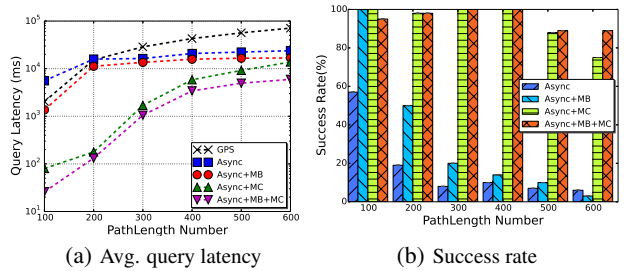 10^5
10^4
10^3
10^2
10^1
Query Latency (ms)
GPS
Async
Async+MB
Async+MC
Async+MB+MC
100 200 300 400 500 600
PathLength Number
(a) Avg. query latency
100
80
60
40
20
0
Success Rate(%)
Async
Async+MB
Async+MC
Async+MB+MC
100 200 300 400 500 600
PathLength Number
(b) Success rate